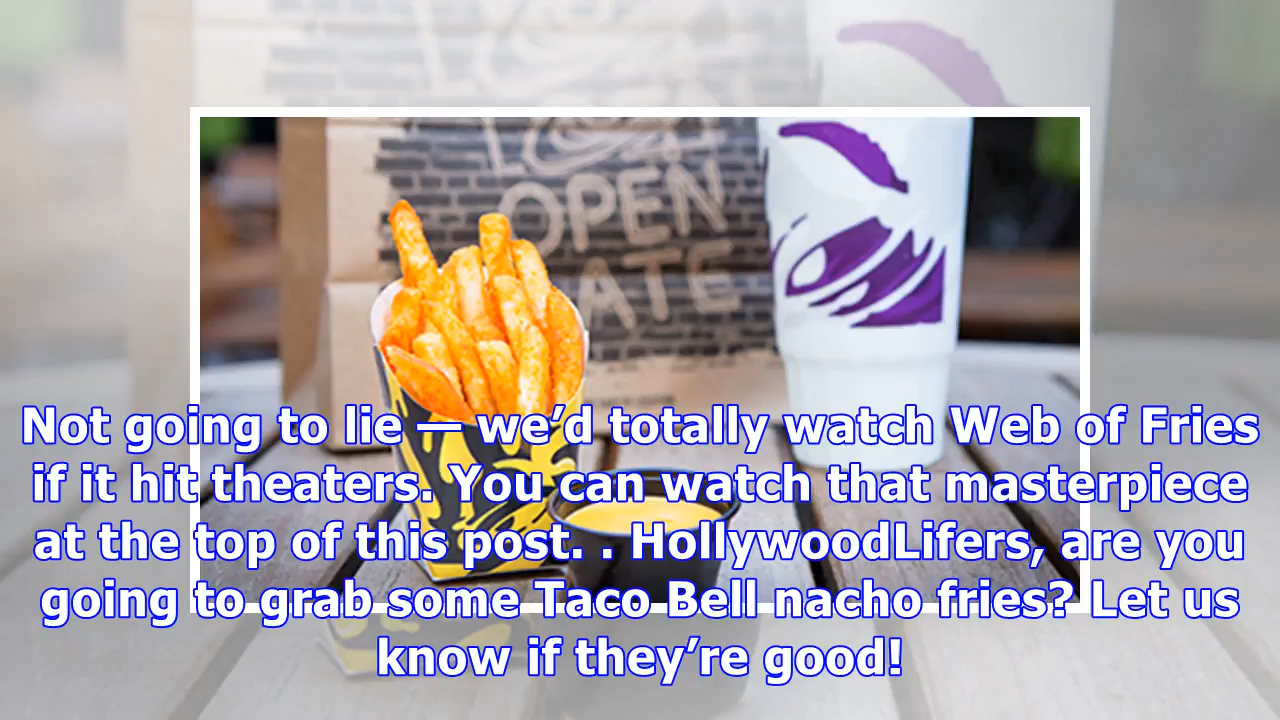 OPEN
LATE
Not going to lie — we’d totally watch Web of Fries
if it hit theaters. You can watch that masterpiece
at the top of this post. . HollywoodLifers, are you
going to grab some Taco Bell nacho fries? Let us
know if they’re good!